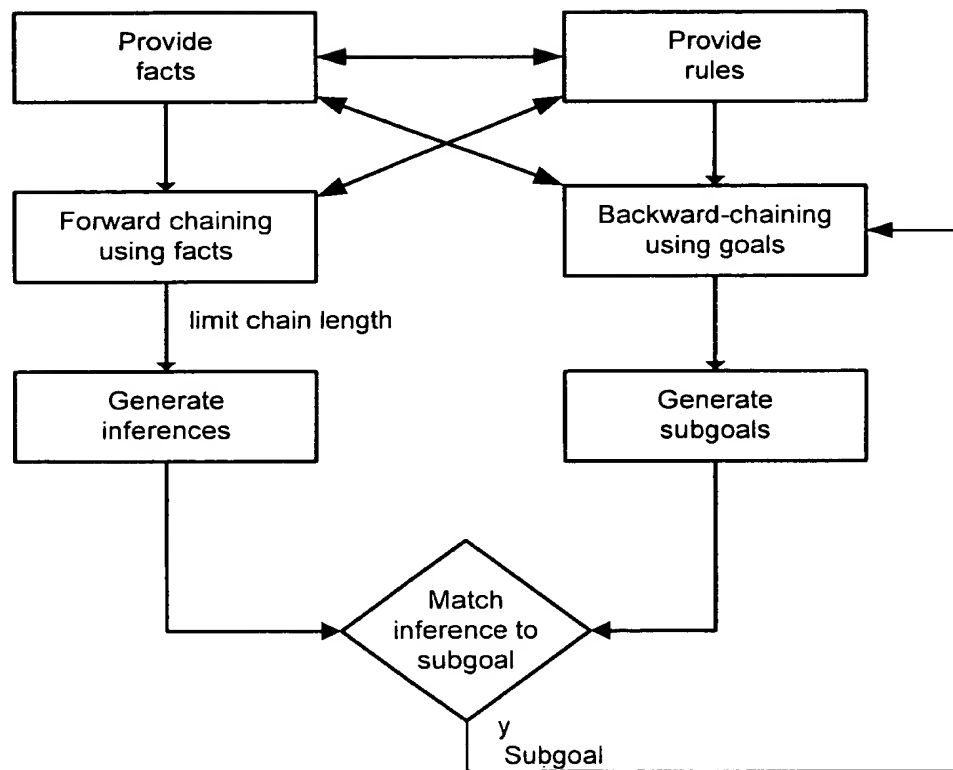 Provide
facts
Provide
rules
Forward chaining
using facts
Backward-chaining
using goals
limit chain length
Generate
inferences
Generate
subgoals
Match
inference to
subgoal
y
Subgoal